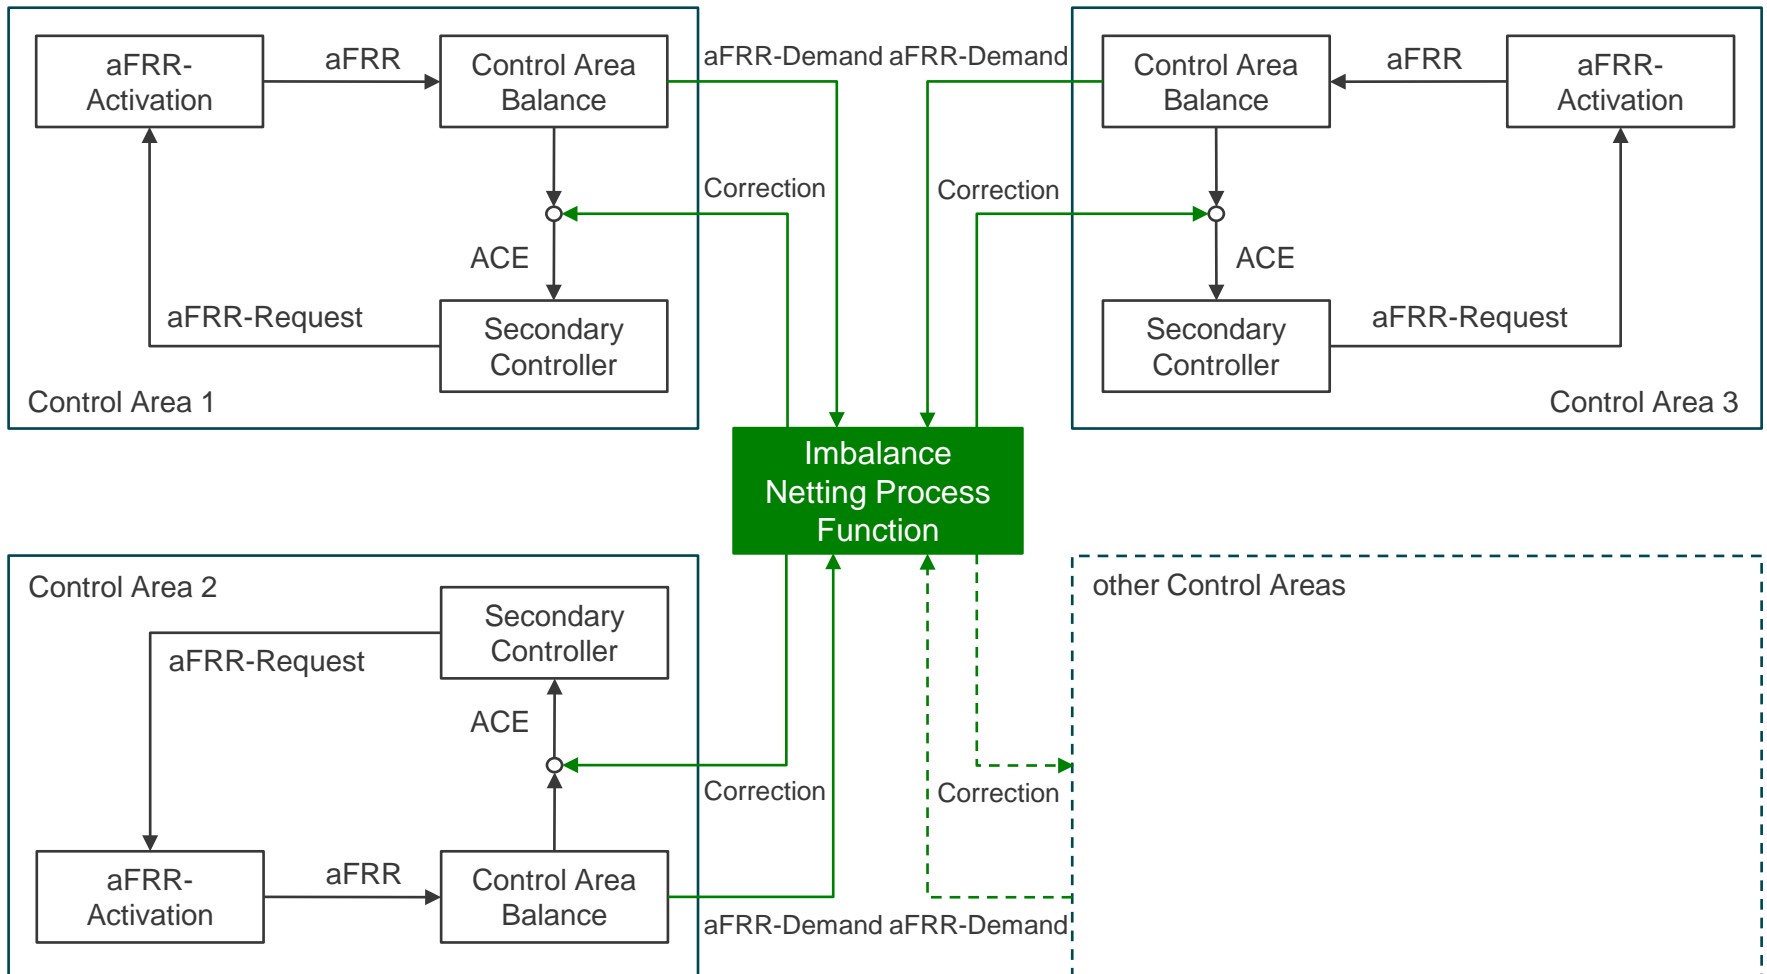 aFRR-
Activation
aFRR
Control Area
Balance
aFRR-Demand
Correction
ACE
aFRR-Request
Secondary
Controller
Control Area 1
aFRR-Demand
Control Area
Balance
aFRR
aFRR-
Activation
Correction
ACE
Secondary
Controller
aFRR-Request
Control Area 3
Imbalance
Netting Process
Function
Control Area 2
Secondary
Controller
aFRR-Request
ACE
Correction
aFRR-
Activation
aFRR
Control Area
Balance
aFRR-Demand
other Control Areas
Correction
aFRR-Demand